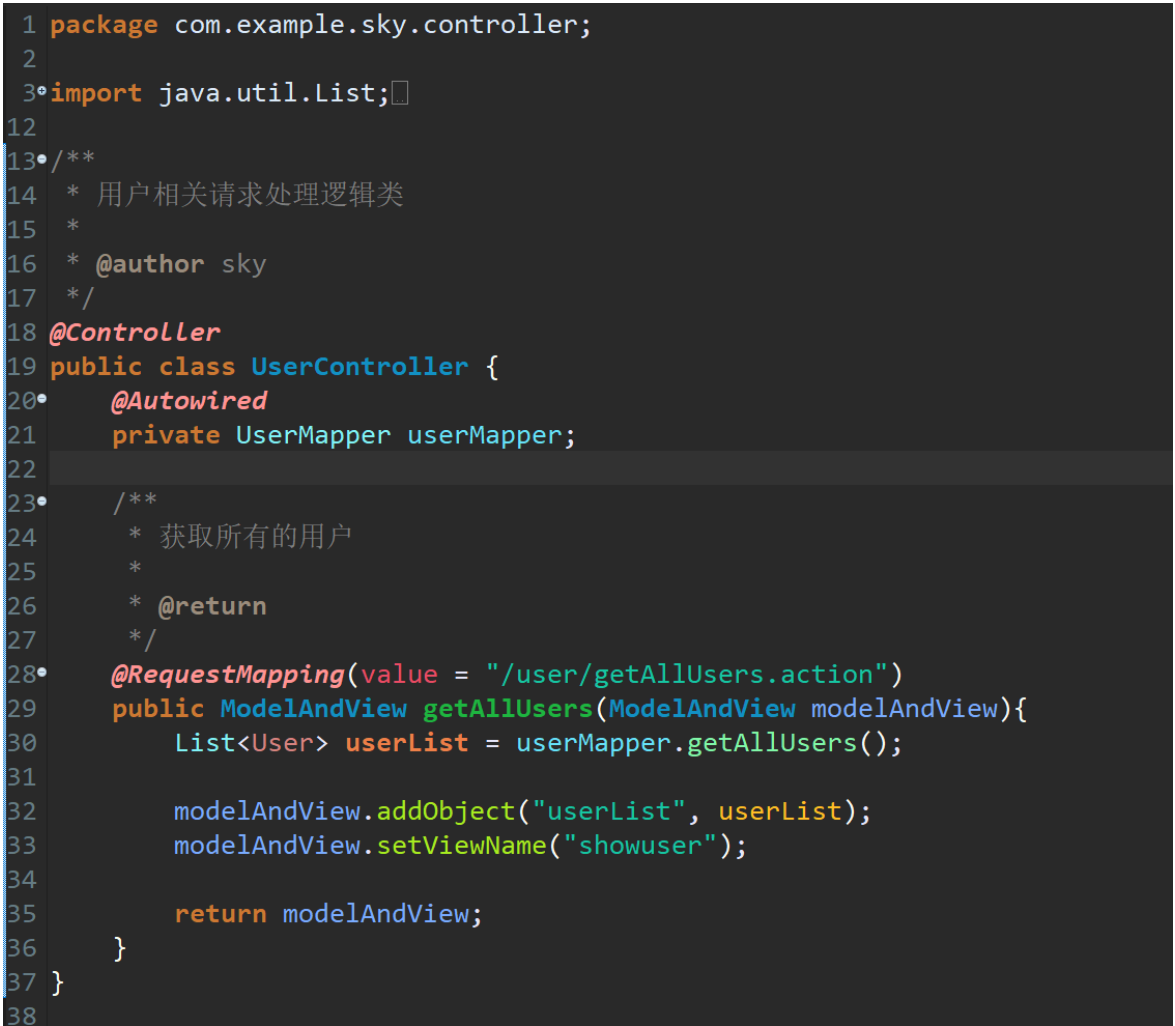 1 package com.example.sky.controller;
2
3 import java.util.List;
12
13 /**
14  * 用户相关请求处理逻辑类
15  *
16  * @author sky
17  */
18 @Controller
19 public class UserController {
20     @Autowired
21     private UserMapper userMapper;
22
23     /**
24      * 获取所有的用户
25      *
26      * @return
27      */
28     @RequestMapping(value = "/user/getAllUsers.action")
29     public ModelAndView getAllUsers(ModelAndView modelAndView){
30         List<User> userList = userMapper.getAllUsers();
31
32         modelAndView.addObject("userList", userList);
33         modelAndView.setViewName("showuser");
34
35         return modelAndView;
36     }
37 }
38